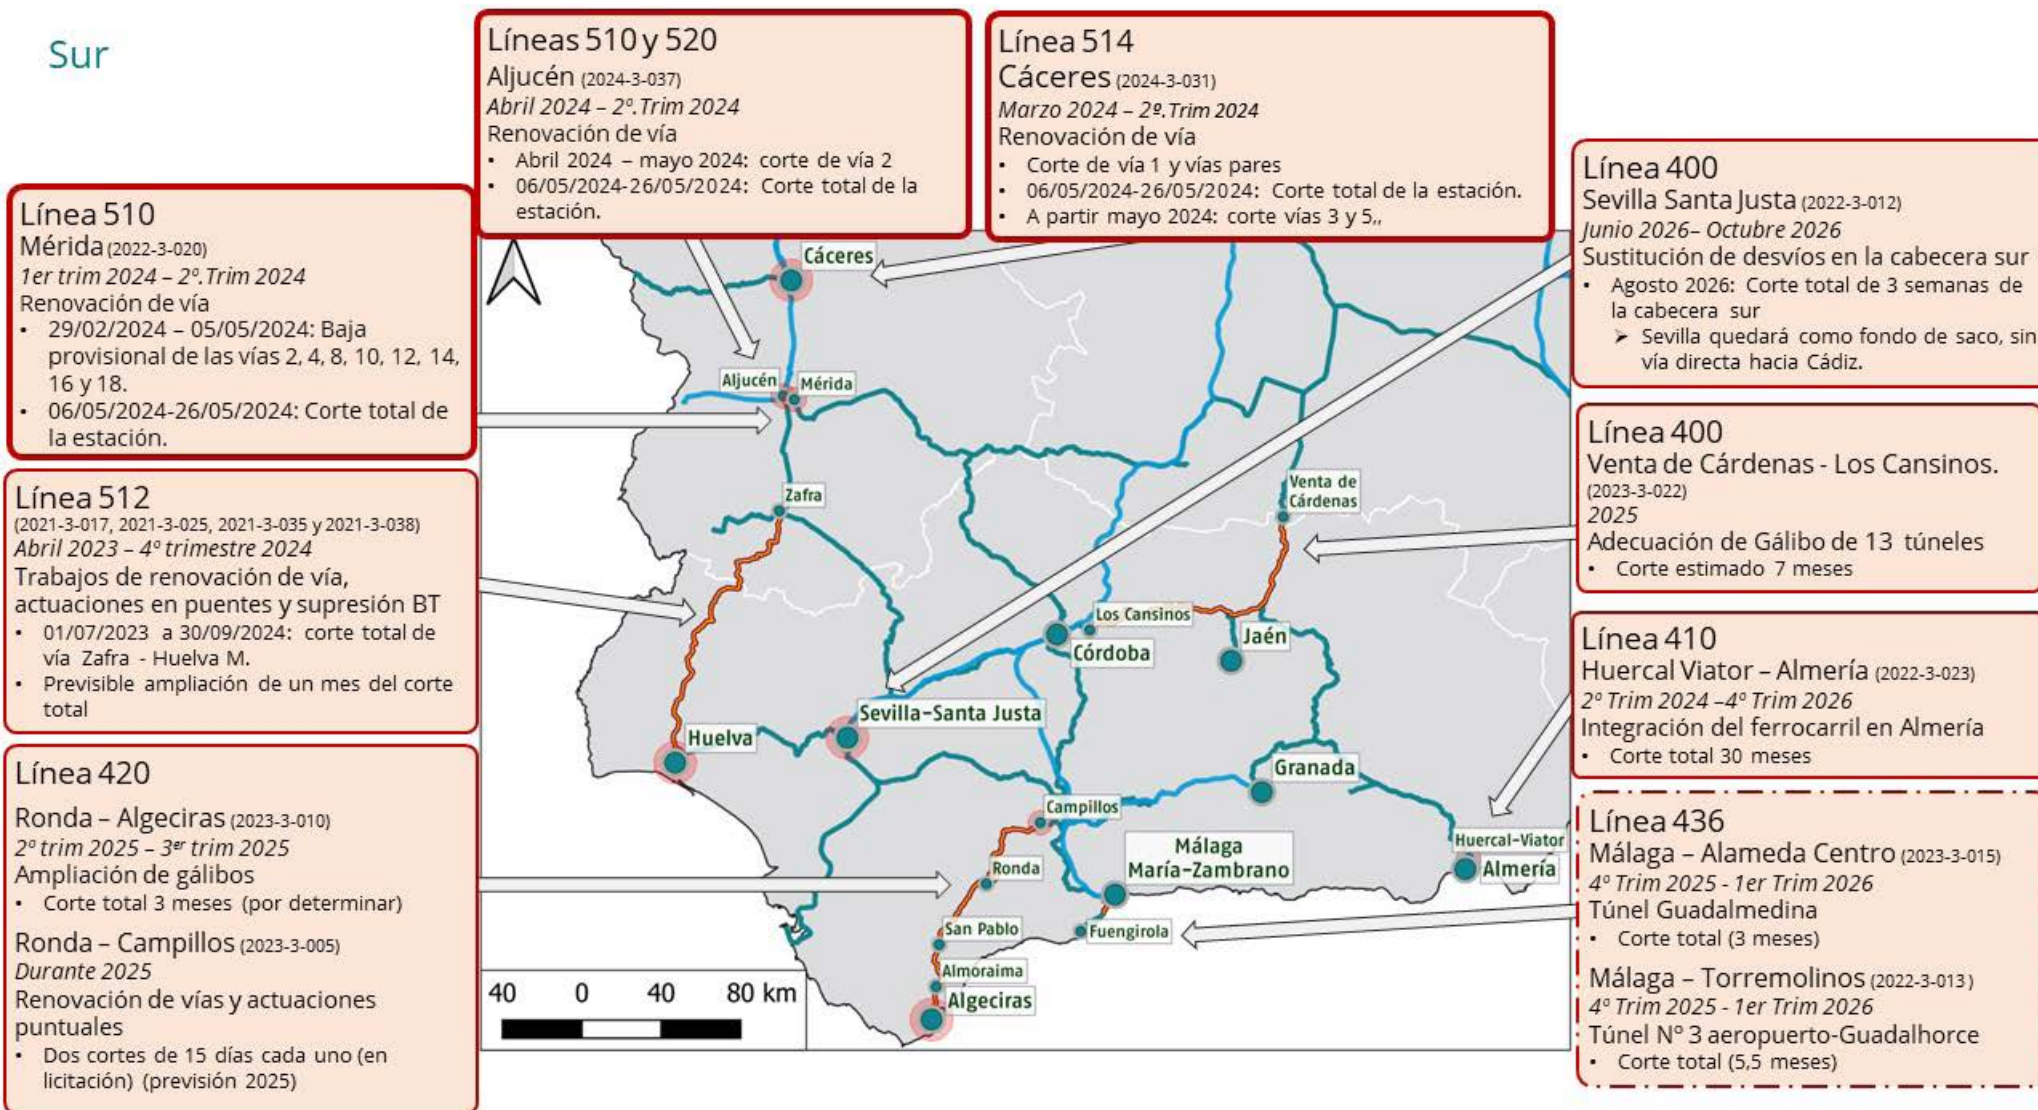 Sur
Líneas 510 y 520
Aljucén (2024-3-037)
Abril 2024 – 2º.Trim 2024
Renovación de vía
• Abril 2024 – mayo 2024: corte de vía 2
• 06/05/2024-26/05/2024: Corte total de la
estación.
Línea 514
Cáceres (2024-3-031)
Marzo 2024 – 2º.Trim 2024
Renovación de vía
• Corte de vía 1 y vías pares
• 06/05/2024-26/05/2024: Corte total de la estación.
• A partir mayo 2024: corte vías 3 y 5,,
Línea 510
Mérida (2022-3-020)
1er trim 2024 – 2º.Trim 2024
Renovación de vía
• 29/02/2024 – 05/05/2024: Baja
provisional de las vías 2, 4, 8, 10, 12, 14,
16 y 18.
• 06/05/2024-26/05/2024: Corte total de
la estación.
Línea 512
(2021-3-017, 2021-3-025, 2021-3-035 y 2021-3-038)
Abril 2023 – 4º trimestre 2024
Trabajos de renovación de vía,
actuaciones en puentes y supresión BT
• 01/07/2023 a 30/09/2024: corte total de
vía Zafra - Huelva M.
• Previsible ampliación de un mes del corte
total
Línea 420
Ronda – Algeciras (2023-3-010)
2º trim 2025 – 3er trim 2025
Ampliación de gálibos
• Corte total 3 meses (por determinar)
Ronda – Campillos (2023-3-005)
Durante 2025
Renovación de vías y actuaciones
puntuales
• Dos cortes de 15 días cada uno (en
licitación) (previsión 2025)
Línea 400
Sevilla Santa Justa (2022-3-012)
Junio 2026– Octubre 2026
Sustitución de desvíos en la cabecera sur
• Agosto 2026: Corte total de 3 semanas de
la cabecera sur
➢ Sevilla quedará como fondo de saco, sin
vía directa hacia Cádiz.
Línea 400
Venta de Cárdenas - Los Cansinos.
(2023-3-022)
2025
Adecuación de Gálibo de 13 túneles
• Corte estimado 7 meses
Línea 410
Huercal Viator – Almería (2022-3-023)
2º Trim 2024 –4º Trim 2026
Integración del ferrocarril en Almería
• Corte total 30 meses
Línea 436
Málaga – Alameda Centro (2023-3-015)
4º Trim 2025 - 1er Trim 2026
Túnel Guadalmedina
• Corte total (3 meses)
Málaga – Torremolinos (2022-3-013)
4º Trim 2025 - 1er Trim 2026
Túnel Nº 3 aeropuerto-Guadalhorce
• Corte total (5,5 meses)
Cáceres
Aljucén
Mérida
Zafra
Venta de
Cárdenas
Los Cansinos
Córdoba
Jaén
Sevilla-Santa Justa
Huelva
Granada
Campillos
Málaga
María-Zambrano
Huercal-Viator
Almería
Ronda
San Pablo
Fuengirola
Almoraima
Algeciras
40 0 40 80 km